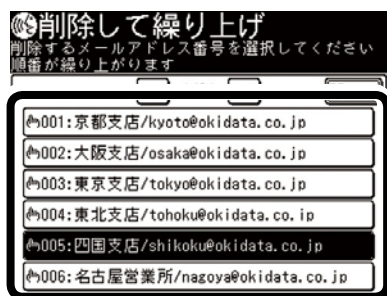 削除して繰り上げ
削除するメールアドレス番号を選択してください
順番が繰り上がります
001:京都支店/kyoto@okidata.co.jp
002:大阪支店/osaka@okidata.co.jp
003:東京支店/tokyo@okidata.co.jp
004:東北支店/tohoku@okidata.co.ip
005:四国支店/shikoku@okidata.co.jp
006:名古屋営業所/nagoya@okidata.co.jp